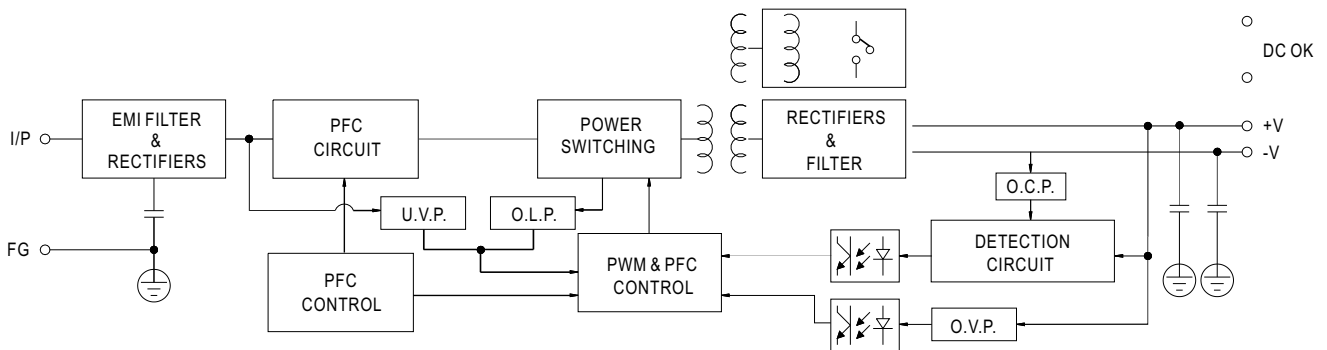 DC OK
I/P
EMI FILTER
&
RECTIFIERS
PFC
CIRCUIT
POWER
SWITCHING
RECTIFIERS
&
FILTER
+V
-V
O.C.P.
U.V.P.
O.L.P.
FG
PFC
CONTROL
PWM & PFC
CONTROL
DETECTION
CIRCUIT
O.V.P.